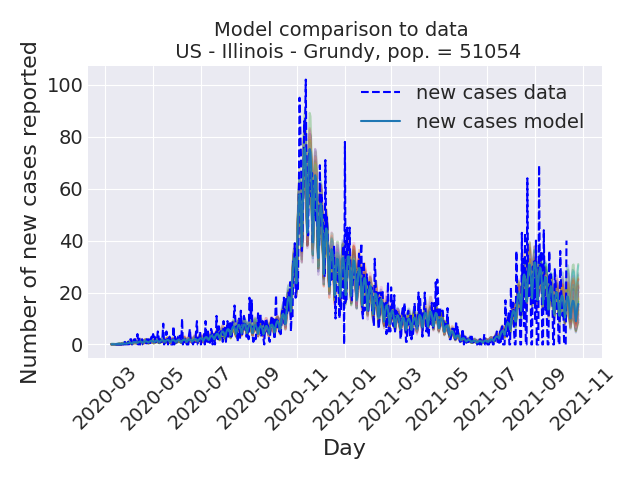 Model comparison to data
US - Illinois - Grundy, pop. = 51054
Number of new cases reported
100
80
60
40
20
0
new cases data
new cases model
2020-03
2020-05
2020-07
2020-09
2020-11
2021-01
2021-03
2021-05
2021-07
2021-09
2021-11
Day